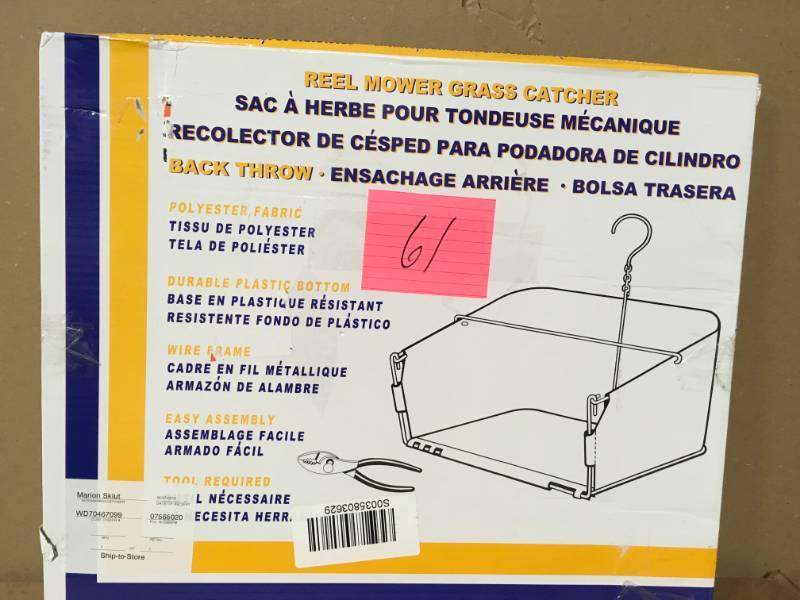 REEL MOWER GRASS CATCHER
SAC À HERBE POUR TONDEUSE MÉCANIQUE
RECOLECTOR DE CÉSPED PARA PODADORA DE CILINDRO
BACK THROW · ENSACHAGE ARRIÈRE · BOLSA TRASERA
61
POLYESTER FABRIC
TISSU DE POLYESTER
TELA DE POLIÉSTER
DURABLE PLASTIC BOTTOM
BASE EN PLASTIQUE RÉSISTANT
RESISTENTE FONDO DE PLÁSTICO
WIRE FRAME
CADRE EN FIL MÉTALLIQUE
ARMAZÓN DE ALAMBRE
EASY ASSEMBLY
ASSEMBLAGE FACILE
ARMADO FÁCIL
TOOL REQUIRED
NÉCESSAIRE
NECESITA
Marion Sklut
WD70467099
07585020
Ship-to-Store
S0035803629